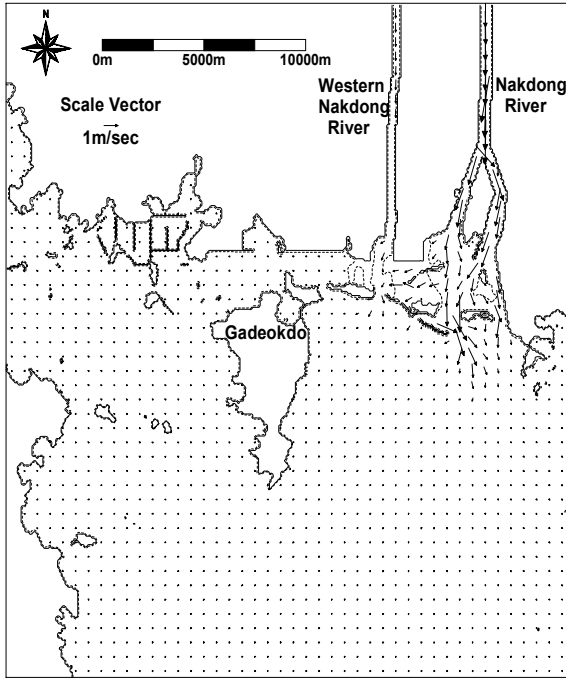 N
0m 5000m 10000m
Western
Nakdong
River
Nakdong
River
Scale Vector
1m/sec
Gadeokdo